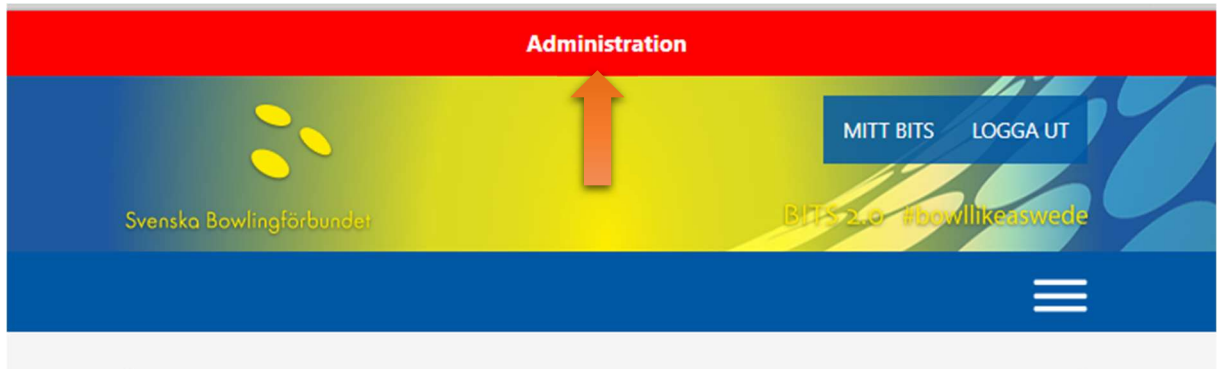 Administration
MITT BITS LOGGA UT
Svenska Bowlingförbundet
BITS 2.0 #bowllikeaswede